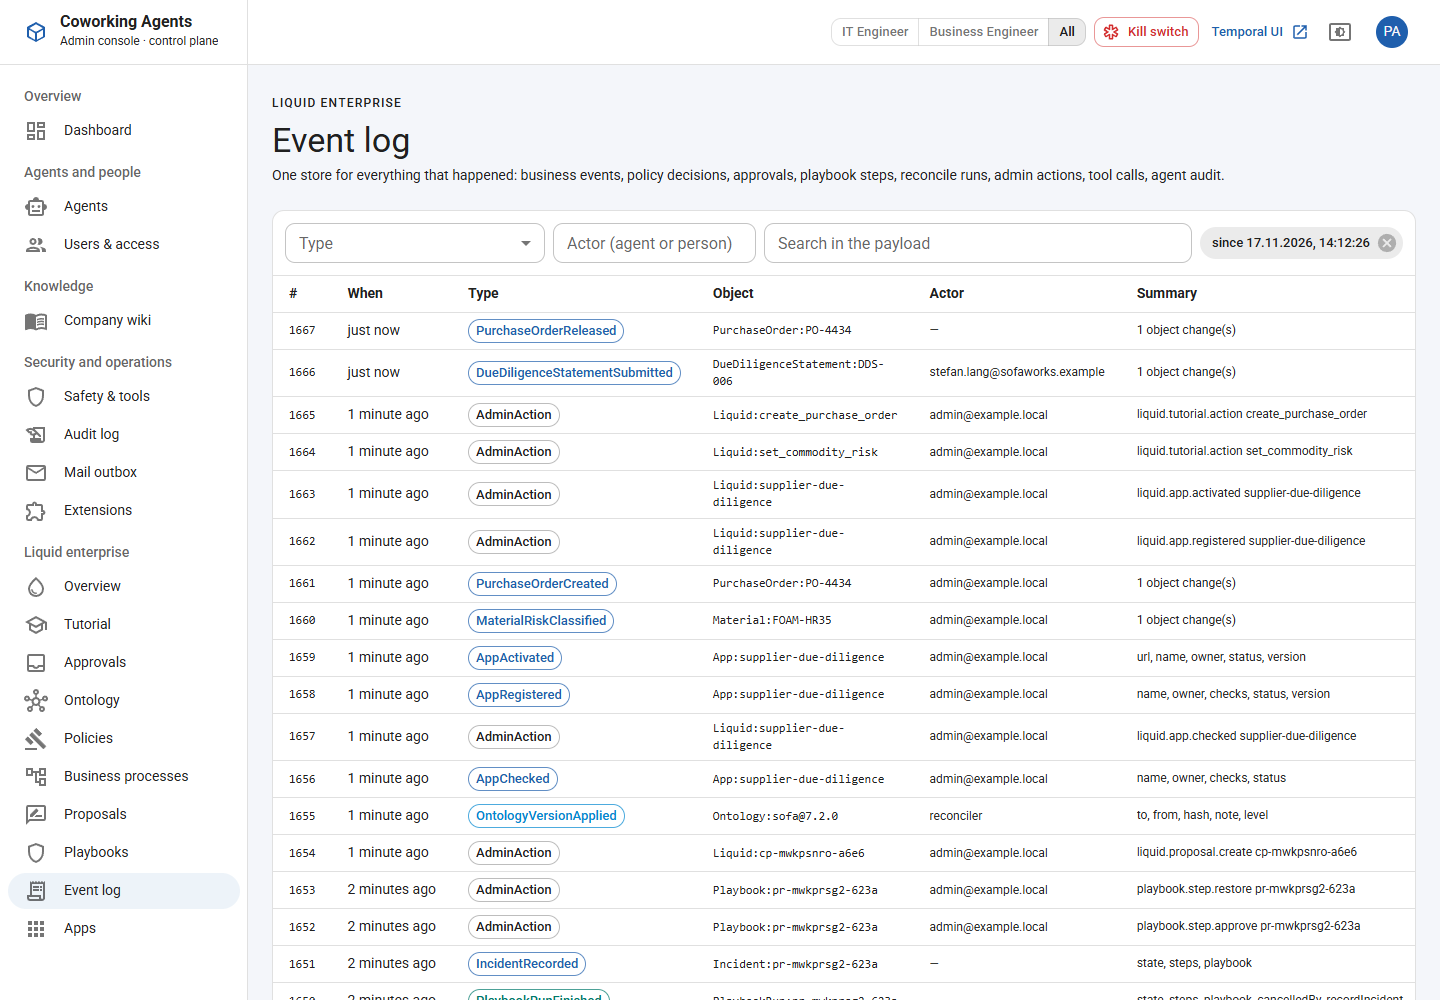 Coworking Agents
Admin console · control plane
IT Engineer
Business Engineer
All
Kill switch
Temporal UI
PA
Overview
Dashboard
Agents and people
Agents
Users & access
Knowledge
Company wiki
Security and operations
Safety & tools
Audit log
Mail outbox
Extensions
Liquid enterprise
Overview
Tutorial
Approvals
Ontology
Policies
Business processes
Proposals
Playbooks
Event log
Apps
LIQUID ENTERPRISE
Event log
One store for everything that happened: business events, policy decisions, approvals, playbook steps, reconcile runs, admin actions, tool calls, agent audit.
Type
Actor (agent or person)
Search in the payload
since 17.11.2026, 14:12:26
# When Type Object Actor Summary
1667 just now PurchaseOrderReleased PurchaseOrder:PO-4434 — 1 object change(s)
1666 just now DueDiligenceStatementSubmitted DueDiligenceStatement:DDS-
006 stefan.lang@sofaworks.example 1 object change(s)
1665 1 minute ago AdminAction Liquid:create_purchase_order admin@example.local liquid.tutorial.action create_purchase_order
1664 1 minute ago AdminAction Liquid:set_commodity_risk admin@example.local liquid.tutorial.action set_commodity_risk
1663 1 minute ago AdminAction Liquid:supplier-due-
diligence admin@example.local liquid.app.activated supplier-due-diligence
1662 1 minute ago AdminAction Liquid:supplier-due-
diligence admin@example.local liquid.app.registered supplier-due-diligence
1661 1 minute ago PurchaseOrderCreated PurchaseOrder:PO-4434 admin@example.local 1 object change(s)
1660 1 minute ago MaterialRiskClassified Material:FOAM-HR35 admin@example.local 1 object change(s)
1659 1 minute ago AppActivated App:supplier-due-diligence admin@example.local url, name, owner, status, version
1658 1 minute ago AppRegistered App:supplier-due-diligence admin@example.local name, owner, checks, status, version
1657 1 minute ago AdminAction Liquid:supplier-due-
diligence admin@example.local liquid.app.checked supplier-due-diligence
1656 1 minute ago AppChecked App:supplier-due-diligence admin@example.local name, owner, checks, status
1655 1 minute ago OntologyVersionApplied Ontology:sofa@7.2.0 reconciler to, from, hash, note, level
1654 1 minute ago AdminAction Liquid:cp-mwkpsnro-a6e6 admin@example.local liquid.proposal.create cp-mwkpsnro-a6e6
1653 2 minutes ago AdminAction Playbook:pr-mwkprsg2-623a admin@example.local playbook.step.restore pr-mwkprsg2-623a
1652 2 minutes ago AdminAction Playbook:pr-mwkprsg2-623a admin@example.local playbook.step.approve pr-mwkprsg2-623a
1651 2 minutes ago IncidentRecorded Incident:pr-mwkprsg2-623a — state, steps, playbook
1650 2 minutes ago PlaybookRunFinished PlaybookRun:pr-mwkprsg2-623a state, steps, playbook, cancelledBy, recordIncident